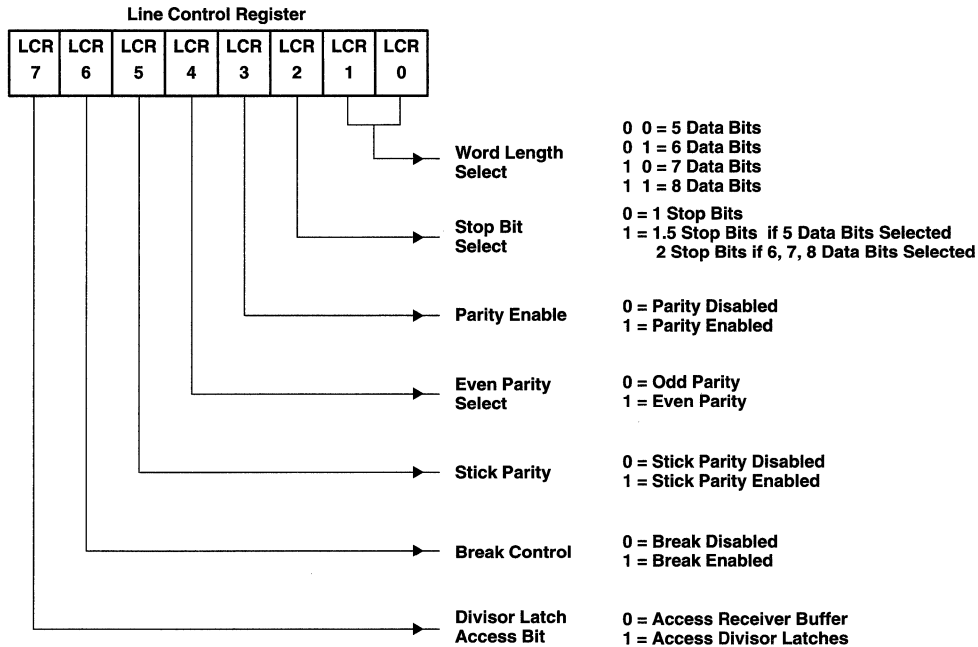 Line Control Register
LCR LCR LCR LCR LCR LCR LCR LCR
7 6 5 4 3 2 1 0
Word Length
Select
0 0 = 5 Data Bits
0 1 = 6 Data Bits
1 0 = 7 Data Bits
1 1 = 8 Data Bits
Stop Bit
Select
0 = 1 Stop Bits
1 = 1.5 Stop Bits if 5 Data Bits Selected
2 Stop Bits if 6, 7, 8 Data Bits Selected
Parity Enable
0 = Parity Disabled
1 = Parity Enabled
Even Parity
Select
0 = Odd Parity
1 = Even Parity
Stick Parity
0 = Stick Parity Disabled
1 = Stick Parity Enabled
Break Control
0 = Break Disabled
1 = Break Enabled
Divisor Latch
Access Bit
0 = Access Receiver Buffer
1 = Access Divisor Latches